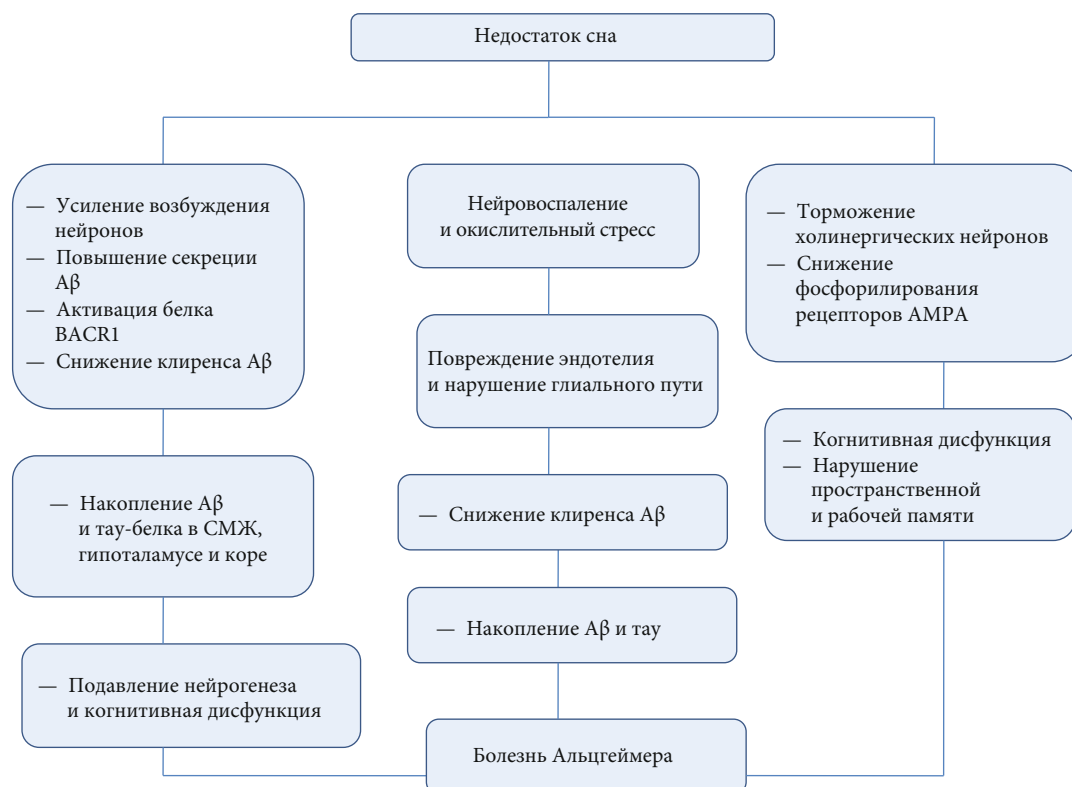 Недостаток сна
— Усиление возбуждения
нейронов
— Повышение секреции
Aβ
— Активация белка
BACR1
— Снижение клиренса Aβ
— Накопление Aβ
и тау-белка в СМЖ,
гипоталамусе и коре
— Подавление нейрогенеза
и когнитивная дисфункция
Нейровоспаление
и окислительный стресс
Повреждение эндотелия
и нарушение глиального пути
— Снижение клиренса Aβ
— Накопление Aβ и тау
— Торможение
холинергических нейронов
— Снижение
фосфорилирования
рецепторов AMPA
— Когнитивная дисфункция
— Нарушение
пространственной
и рабочей памяти
Болезнь Альцгеймера